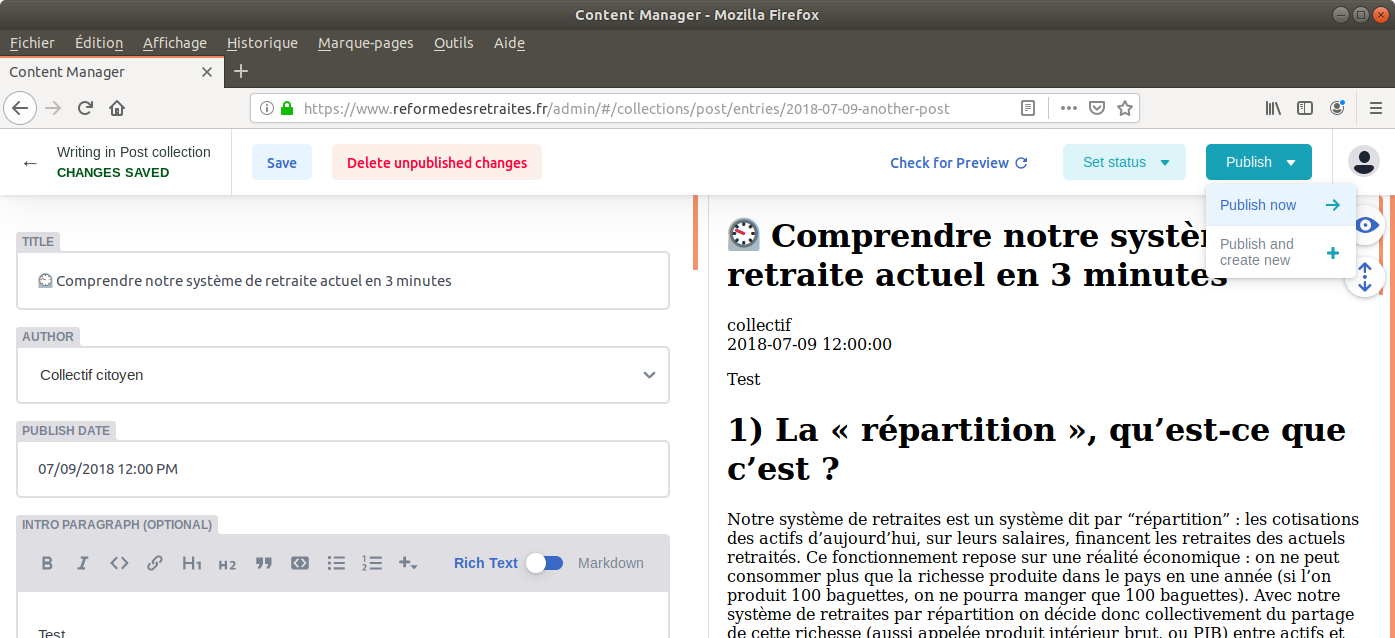 Content Manager - Mozilla Firefox
Fichier Édition Affichage Historique Marque-pages Outils Aide
Content Manager
https://www.reformedesretraites.fr/admin/#/collections/post/entries/2018-07-09-another-post
Writing in Post collection
CHANGES SAVED
Save
Delete unpublished changes
Check for Preview
Set status
Publish
Publish now
Publish and
create new
TITLE
⏲ Comprendre notre système de retraite actuel en 3 minutes
AUTHOR
Collectif citoyen
PUBLISH DATE
07/09/2018 12:00 PM
INTRO PARAGRAPH (OPTIONAL)
B I <> H1 H2
Rich Text Markdown
Test
⏲ Comprendre notre systèm
retraite actuel en 3 minutes
collectif
2018-07-09 12:00:00
Test
1) La « répartition », qu’est-ce que
c’est ?
Notre système de retraites est un système dit par “répartition” : les cotisations
des actifs d’aujourd’hui, sur leurs salaires, financent les retraites des actuels
retraités. Ce fonctionnement repose sur une réalité économique : on ne peut
consommer plus que la richesse produite dans le pays en une année (si l’on
produit 100 baguettes, on ne pourra manger que 100 baguettes). Avec notre
système de retraites par répartition on décide donc collectivement du partage
de cette richesse (aussi appelée produit intérieur brut, ou PIB) entre actifs et